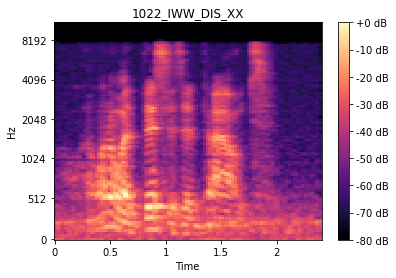 1022_IWW_DIS_XX
+0 dB
8192
-10 dB
4096
-20 dB
-30 dB
2048
Hz
-40 dB
1024
-50 dB
512
-60 dB
-70 dB
0
-80 dB
0 0.5 1 1.5 2
Time